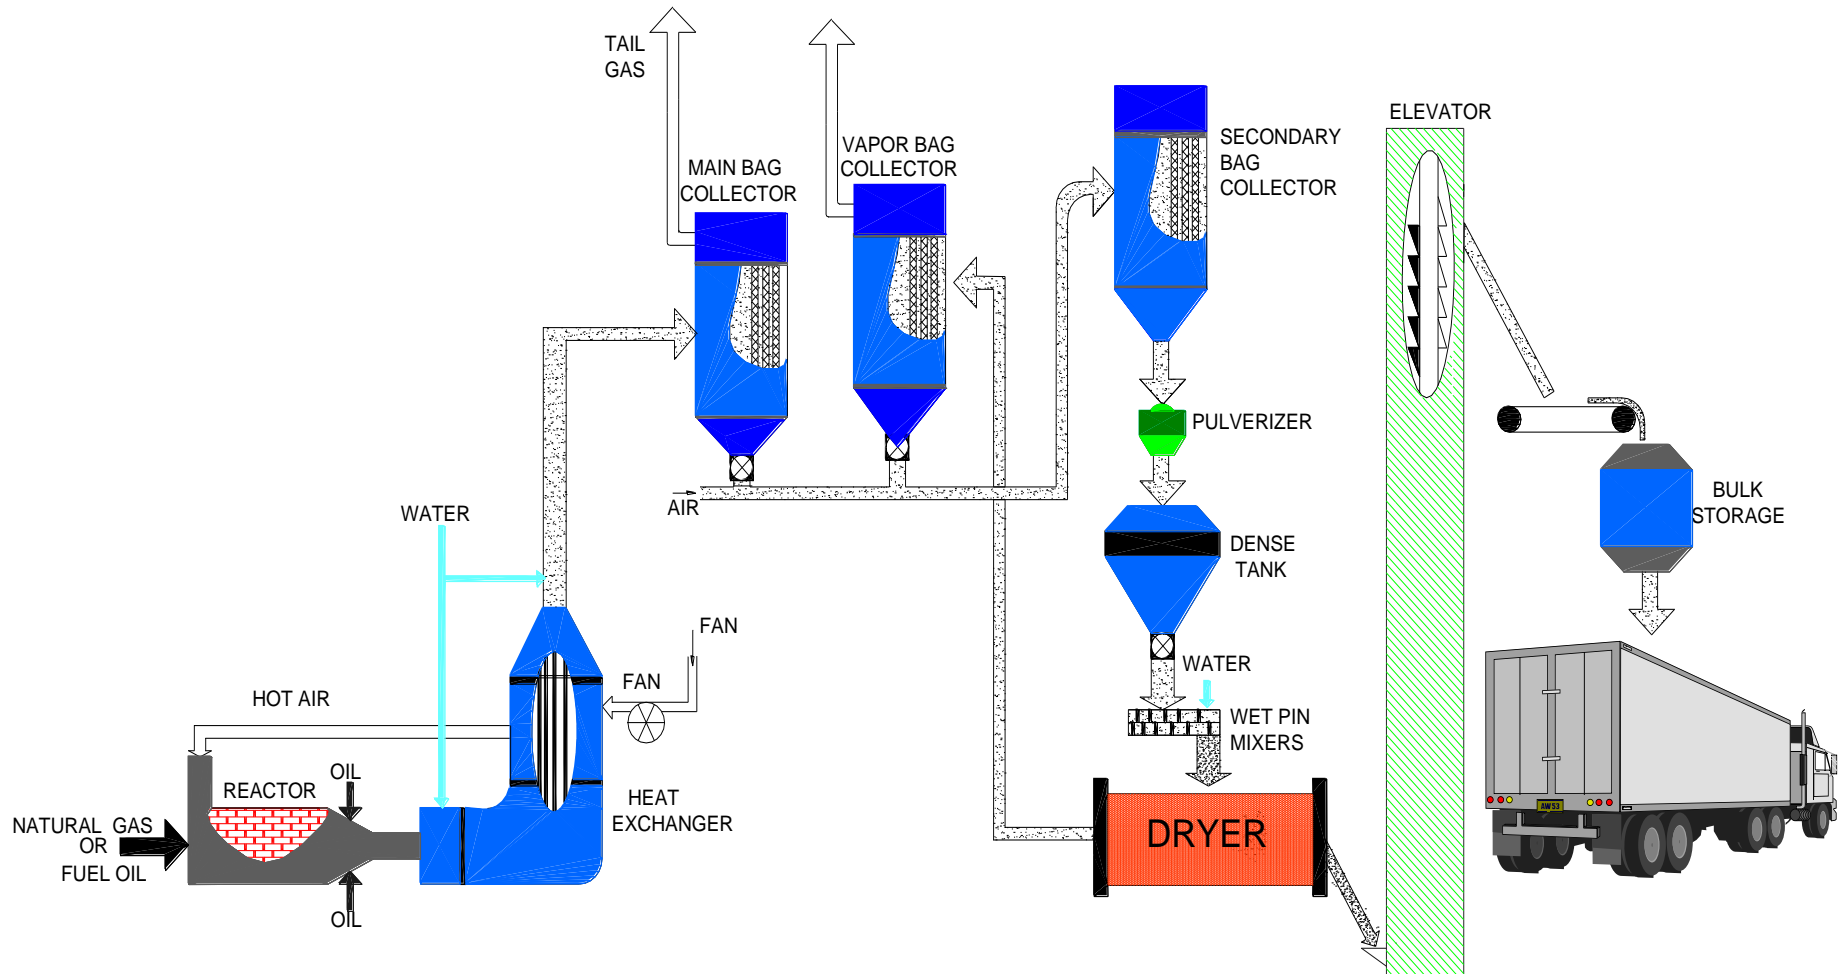 TAIL
GAS
MAIN BAG
COLLECTOR
VAPOR BAG
COLLECTOR
SECONDARY
BAG
COLLECTOR
ELEVATOR
PULVERIZER
AIR
WATER
DENSE
TANK
BULK
STORAGE
FAN
FAN
WATER
HOT AIR
WET PIN
MIXERS
REACTOR
OIL
HEAT
EXCHANGER
NATURAL GAS
OR
FUEL OIL
OIL
DRYER
AW53